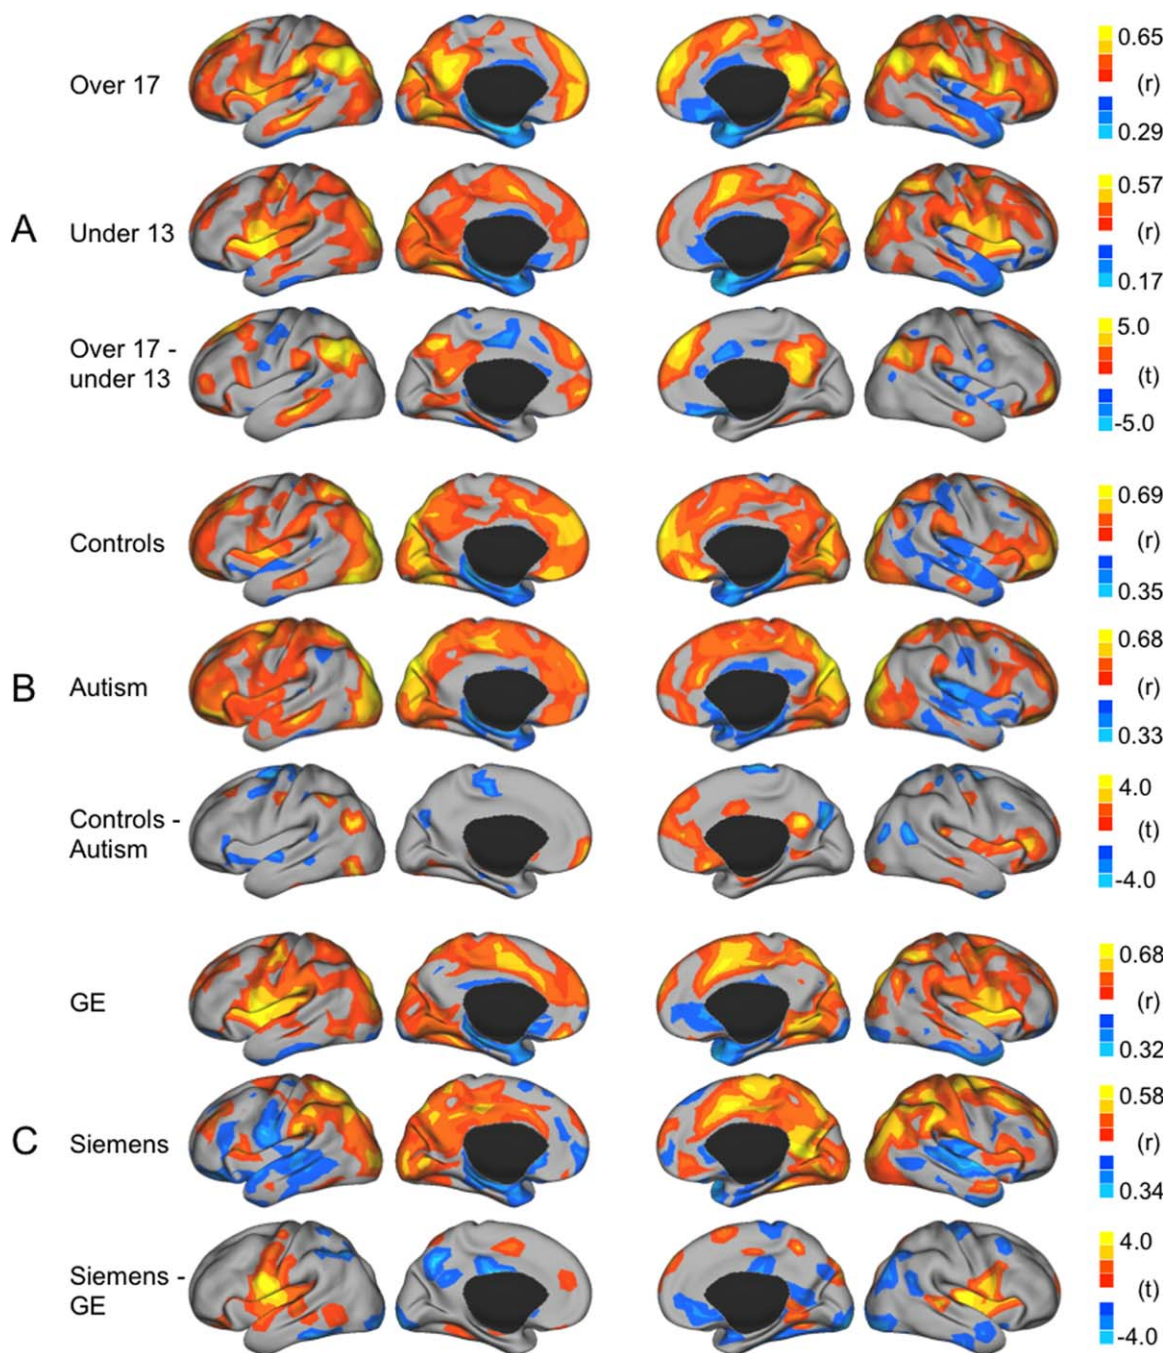 Over 17
0.65
(r)
0.29
A
Under 13
0.57
(r)
0.17
Over 17 -
under 13
5.0
(t)
-5.0
Controls
0.69
(r)
0.35
B
Autism
0.68
(r)
0.33
Controls -
Autism
4.0
(t)
-4.0
GE
0.68
(r)
0.32
C
Siemens
0.58
(r)
0.34
Siemens -
GE
4.0
(t)
-4.0